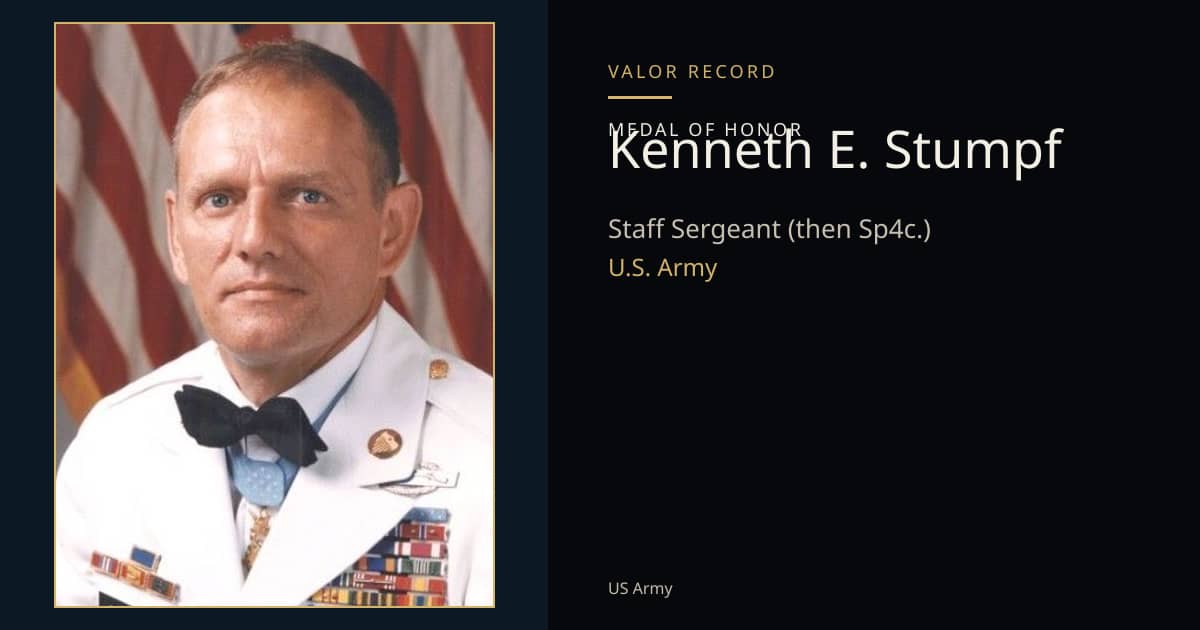 VALOR RECORD
MEDAL OF HONOR
Kenneth E. Stumpf
Staff Sergeant (then Sp4c.)
U.S. Army
US Army